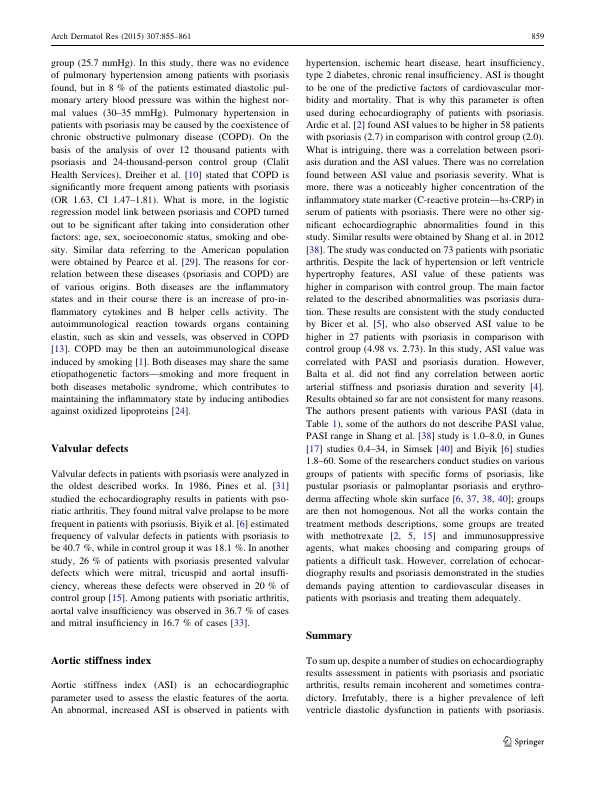 Arch Dermatol Res (2015) 307:855–861
859
group (25.7 mmHg). In this study, there was no evidence
of pulmonary hypertension among patients with psoriasis
found, but in 8 % of the patients estimated diastolic pul-
monary artery blood pressure was within the highest nor-
mal values (30–35 mmHg). Pulmonary hypertension in
patients with psoriasis may be caused by the coexistence of
chronic obstructive pulmonary disease (COPD). On the
basis of the analysis of over 12 thousand patients with
psoriasis and 24-thousand-person control group (Clalit
Health Services), Dreiher et al. [10] stated that COPD is
significantly more frequent among patients with psoriasis
(OR 1.63, CI 1.47–1.81). What is more, in the logistic
regression model link between psoriasis and COPD turned
out to be significant after taking into consideration other
factors: age, sex, socioeconomic status, smoking and obe-
sity. Similar data referring to the American population
were obtained by Pearce et al. [29]. The reasons for cor-
relation between these diseases (psoriasis and COPD) are
of various origins. Both diseases are the inflammatory
states and in their course there is an increase of pro-in-
flammatory cytokines and B helper cells activity. The
autoimmunological reaction towards organs containing
elastin, such as skin and vessels, was observed in COPD
[13]. COPD may be then an autoimmunological disease
induced by smoking [1]. Both diseases may share the same
etiopathogenetic factors—smoking and more frequent in
both diseases metabolic syndrome, which contributes to
maintaining the inflammatory state by inducing antibodies
against oxidized lipoproteins [24].
Valvular defects
Valvular defects in patients with psoriasis were analyzed in
the oldest described works. In 1986, Pines et al. [31]
studied the echocardiography results in patients with pso-
riatic arthritis. They found mitral valve prolapse to be more
frequent in patients with psoriasis. Biyik et al. [6] estimated
frequency of valvular defects in patients with psoriasis to
be 40.7 %, while in control group it was 18.1 %. In another
study, 26 % of patients with psoriasis presented valvular
defects which were mitral, tricuspid and aortal insuffi-
ciency, whereas these defects were observed in 20 % of
control group [15]. Among patients with psoriatic arthritis,
aortal valve insufficiency was observed in 36.7 % of cases
and mitral insufficiency in 16.7 % of cases [33].
Aortic stiffness index
Aortic stiffness index (ASI) is an echocardiographic
parameter used to assess the elastic features of the aorta.
An abnormal, increased ASI is observed in patients with
hypertension, ischemic heart disease, heart insufficiency,
type 2 diabetes, chronic renal insufficiency. ASI is thought
to be one of the predictive factors of cardiovascular mor-
bidity and mortality. That is why this parameter is often
used during echocardiography of patients with psoriasis.
Ardic et al. [2] found ASI values to be higher in 58 patients
with psoriasis (2.7) in comparison with control group (2.0).
What is intriguing, there was a correlation between psori-
asis duration and the ASI values. There was no correlation
found between ASI value and psoriasis severity. What is
more, there was a noticeably higher concentration of the
inflammatory state marker (C-reactive protein—hs-CRP) in
serum of patients with psoriasis. There were no other sig-
nificant echocardiographic abnormalities found in this
study. Similar results were obtained by Shang et al. in 2012
[38]. The study was conducted on 73 patients with psoriatic
arthritis. Despite the lack of hypertension or left ventricle
hypertrophy features, ASI value of these patients was
higher in comparison with control group. The main factor
related to the described abnormalities was psoriasis dura-
tion. These results are consistent with the study conducted
by Bicer et al. [5], who also observed ASI value to be
higher in 27 patients with psoriasis in comparison with
control group (4.98 vs. 2.73). In this study, ASI value was
correlated with PASI and psoriasis duration. However,
Balta et al. did not find any correlation between aortic
arterial stiffness and psoriasis duration and severity [4].
Results obtained so far are not consistent for many reasons.
The authors present patients with various PASI (data in
Table 1), some of the authors do not describe PASI value,
PASI range in Shang et al. [38] study is 1.0–8.0, in Gunes
[17] studies 0.4–34, in Simsek [40] and Biyik [6] studies
1.8–60. Some of the researchers conduct studies on various
groups of patients with specific forms of psoriasis, like
pustular psoriasis or palmoplantar psoriasis and erythro-
derma affecting whole skin surface [6, 37, 38, 40]; groups
are then not homogenous. Not all the works contain the
treatment methods descriptions, some groups are treated
with methotrexate [2, 5, 15] and immunosuppressive
agents, what makes choosing and comparing groups of
patients a difficult task. However, correlation of echocar-
diography results and psoriasis demonstrated in the studies
demands paying attention to cardiovascular diseases in
patients with psoriasis and treating them adequately.
Summary
To sum up, despite a number of studies on echocardiography
results assessment in patients with psoriasis and psoriatic
arthritis, results remain incoherent and sometimes contra-
dictory. Irrefutably, there is a higher prevalence of left
ventricle diastolic dysfunction in patients with psoriasis.
Springer